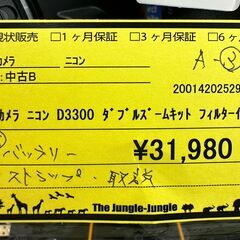 現状販売 □1ヶ月保証 □3ヶ月保証 □6ヶ月
カメラ ニコン A-②
:中古B 20014202529
カメラ ニコン D3300 ダブルズームキット フィルター
バッテリー ¥31,980
ストラップ・取説
The Jungle-Jungle